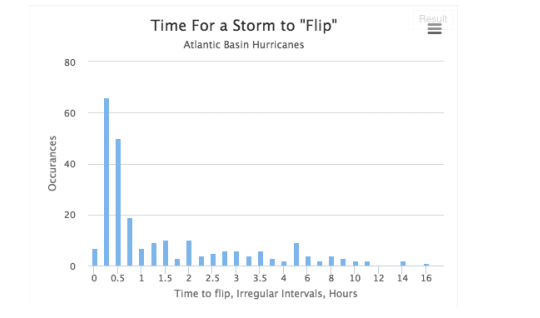 Result
Time For a Storm to "Flip"
Atlantic Basin Hurricanes
80
60
40
20
0
Occurances
0 0.5 1 1.5 2 2.5 3 3.5 4 6 8 10 12 14 16
Time to flip, Irregular Intervals, Hours